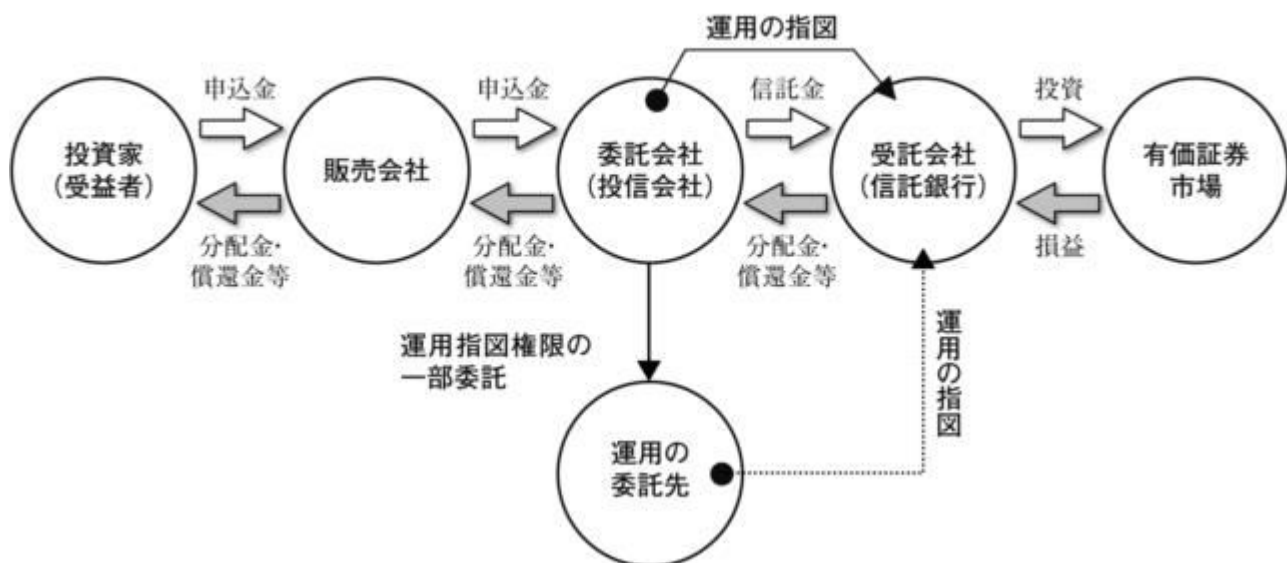 運用の指図
申込金
申込金
信託金
投資
投資家
(受益者)
販売会社
委託会社
(投信会社)
受託会社
(信託銀行)
有価証券
市場
分配金・
償還金等
分配金・
償還金等
分配金・
償還金等
損益
運用指図権限の
一部委託
運用の指図
運用の
委託先